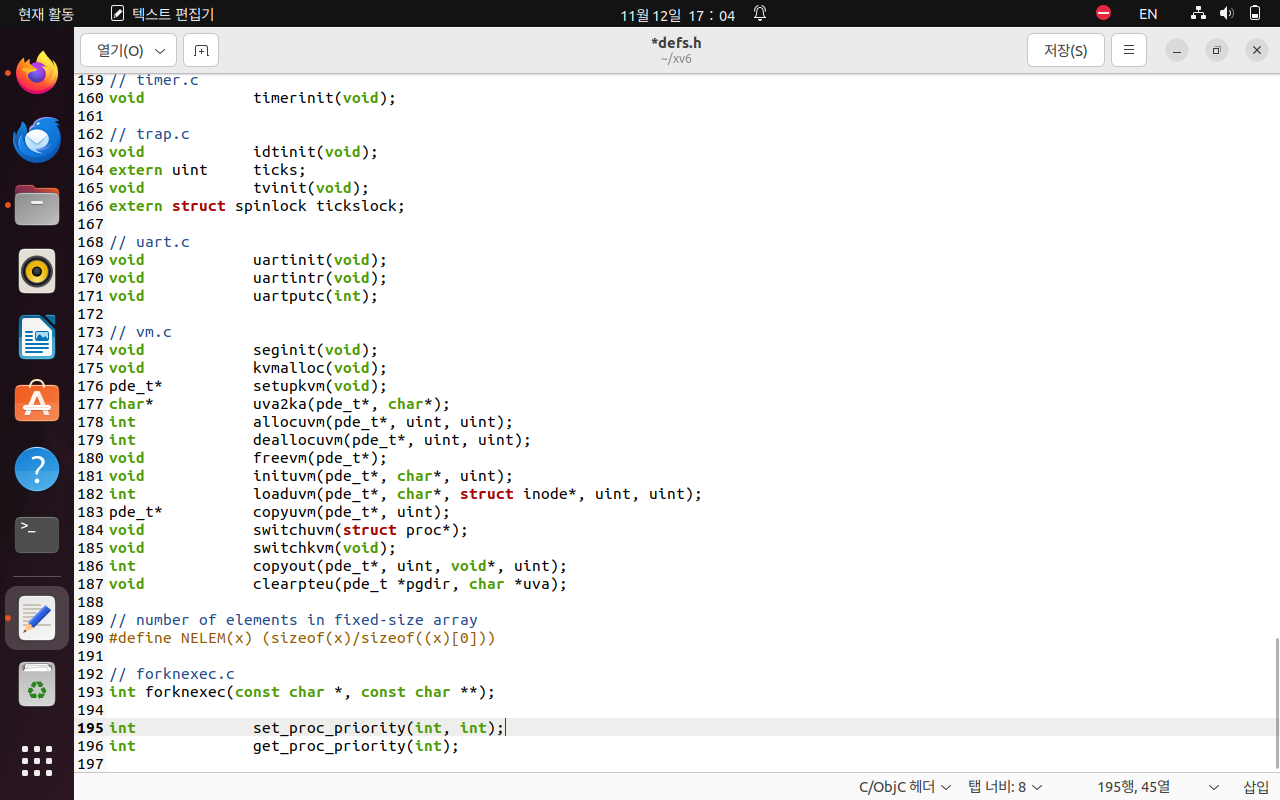 현재 활동
텍스트 편집기
11월 12일 17 : 04
EN
열기(O)
*defs.h
~/xv6
저장(S)
159 // timer.c
160 void            timerinit(void);
161
162 // trap.c
163 void            idtinit(void);
164 extern uint     ticks;
165 void            tvinit(void);
166 extern struct spinlock tickslock;
167
168 // uart.c
169 void            uartinit(void);
170 void            uartintr(void);
171 void            uartputc(int);
172
173 // vm.c
174 void            seginit(void);
175 void            kvmalloc(void);
176 pde_t*          setupkvm(void);
177 char*           uva2ka(pde_t*, char*);
178 int             allocuvm(pde_t*, uint, uint);
179 int             deallocuvm(pde_t*, uint, uint);
180 void            freevm(pde_t*);
181 void            inituvm(pde_t*, char*, uint);
182 int             loaduvm(pde_t*, char*, struct inode*, uint, uint);
183 pde_t*          copyuvm(pde_t*, uint);
184 void            switchuvm(struct proc*);
185 void            switchkvm(void);
186 int             copyout(pde_t*, uint, void*, uint);
187 void            clearpteu(pde_t *pgdir, char *uva);
188
189 // number of elements in fixed-size array
190 #define NELEM(x) (sizeof(x)/sizeof((x)[0]))
191
192 // forknexec.c
193 int forknexec(const char *, const char **);
194
195 int             set_proc_priority(int, int);
196 int             get_proc_priority(int);
197
C/ObjC 헤더
탭 너비: 8
195행, 45열
삽입